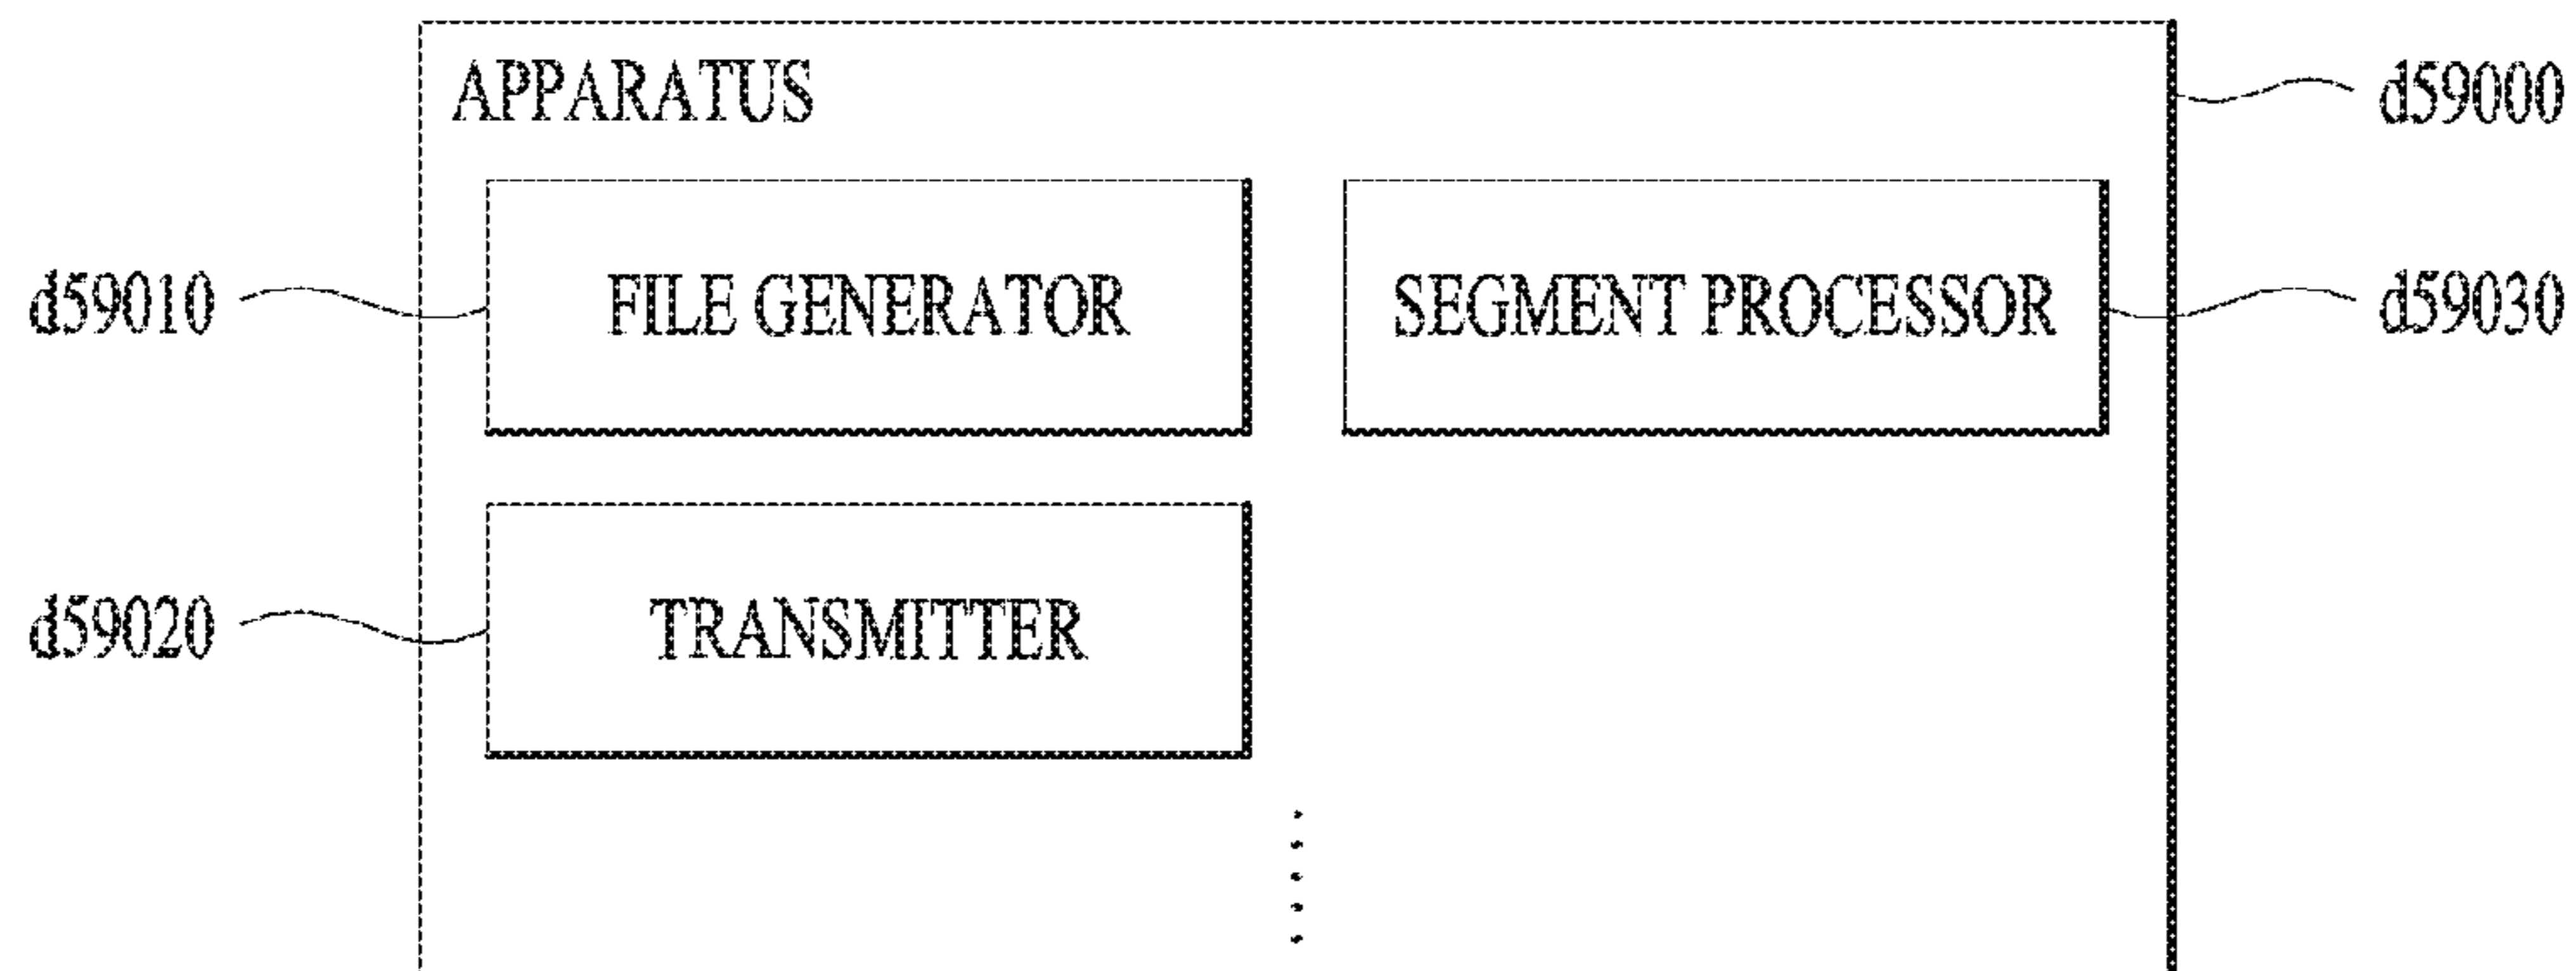 APPARATUS
d59000
d59010
FILE GENERATOR
SEGMENT PROCESSOR
d59030
d59020
TRANSMITTER